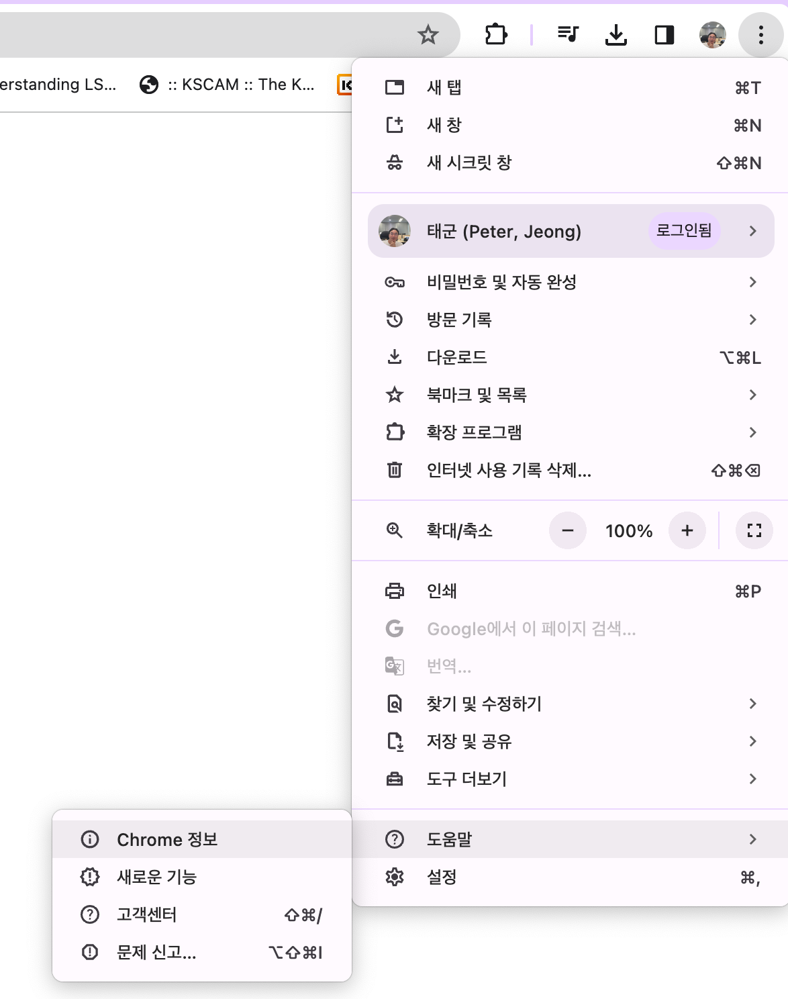 erstanding LS...
:: KSCAM :: The K...
새 탭 ⌘T
새 창 ⌘N
새 시크릿 창 ⇧⌘N
태군 (Peter, Jeong) 로그인됨
비밀번호 및 자동 완성
방문 기록
다운로드 ⌥⌘L
북마크 및 목록
확장 프로그램
인터넷 사용 기록 삭제... ⇧⌘⌫
확대/축소 − 100% +
인쇄 ⌘P
Google에서 이 페이지 검색...
번역...
찾기 및 수정하기
저장 및 공유
도구 더보기
도움말
설정 ⌘,
Chrome 정보
새로운 기능
고객센터 ⇧⌘/
문제 신고... ⌥⇧⌘I